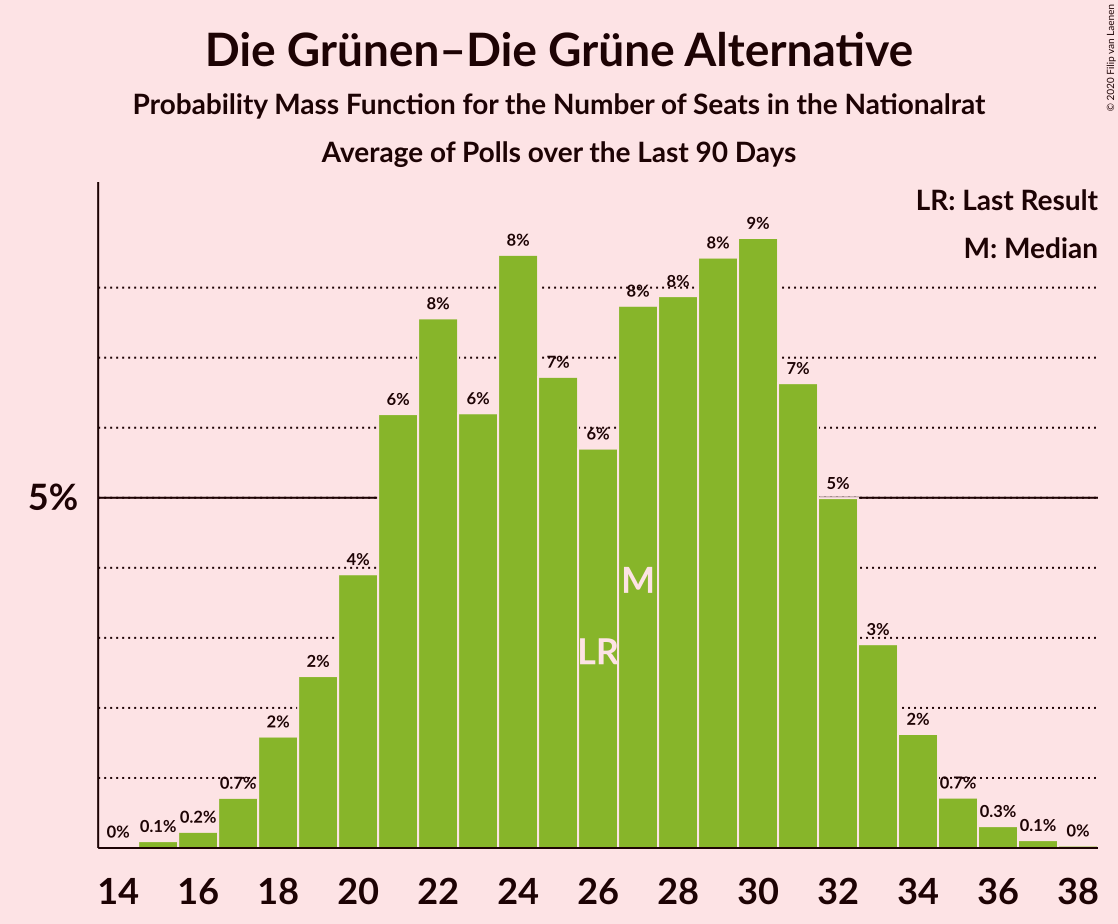 Die Grünen–Die Grüne Alternative
Probability Mass Function for the Number of Seats in the Nationalrat
Average of Polls over the Last 90 Days
© 2020 Filip van Laenen
LR: Last Result
M: Median
5%
0% 0.1% 0.2% 0.7% 2% 2% 4% 6% 8% 6% 8% 7% 6% 8% 8% 8% 9% 7% 5% 3% 2% 0.7% 0.3% 0.1% 0%
M
LR
14 16 18 20 22 24 26 28 30 32 34 36 38